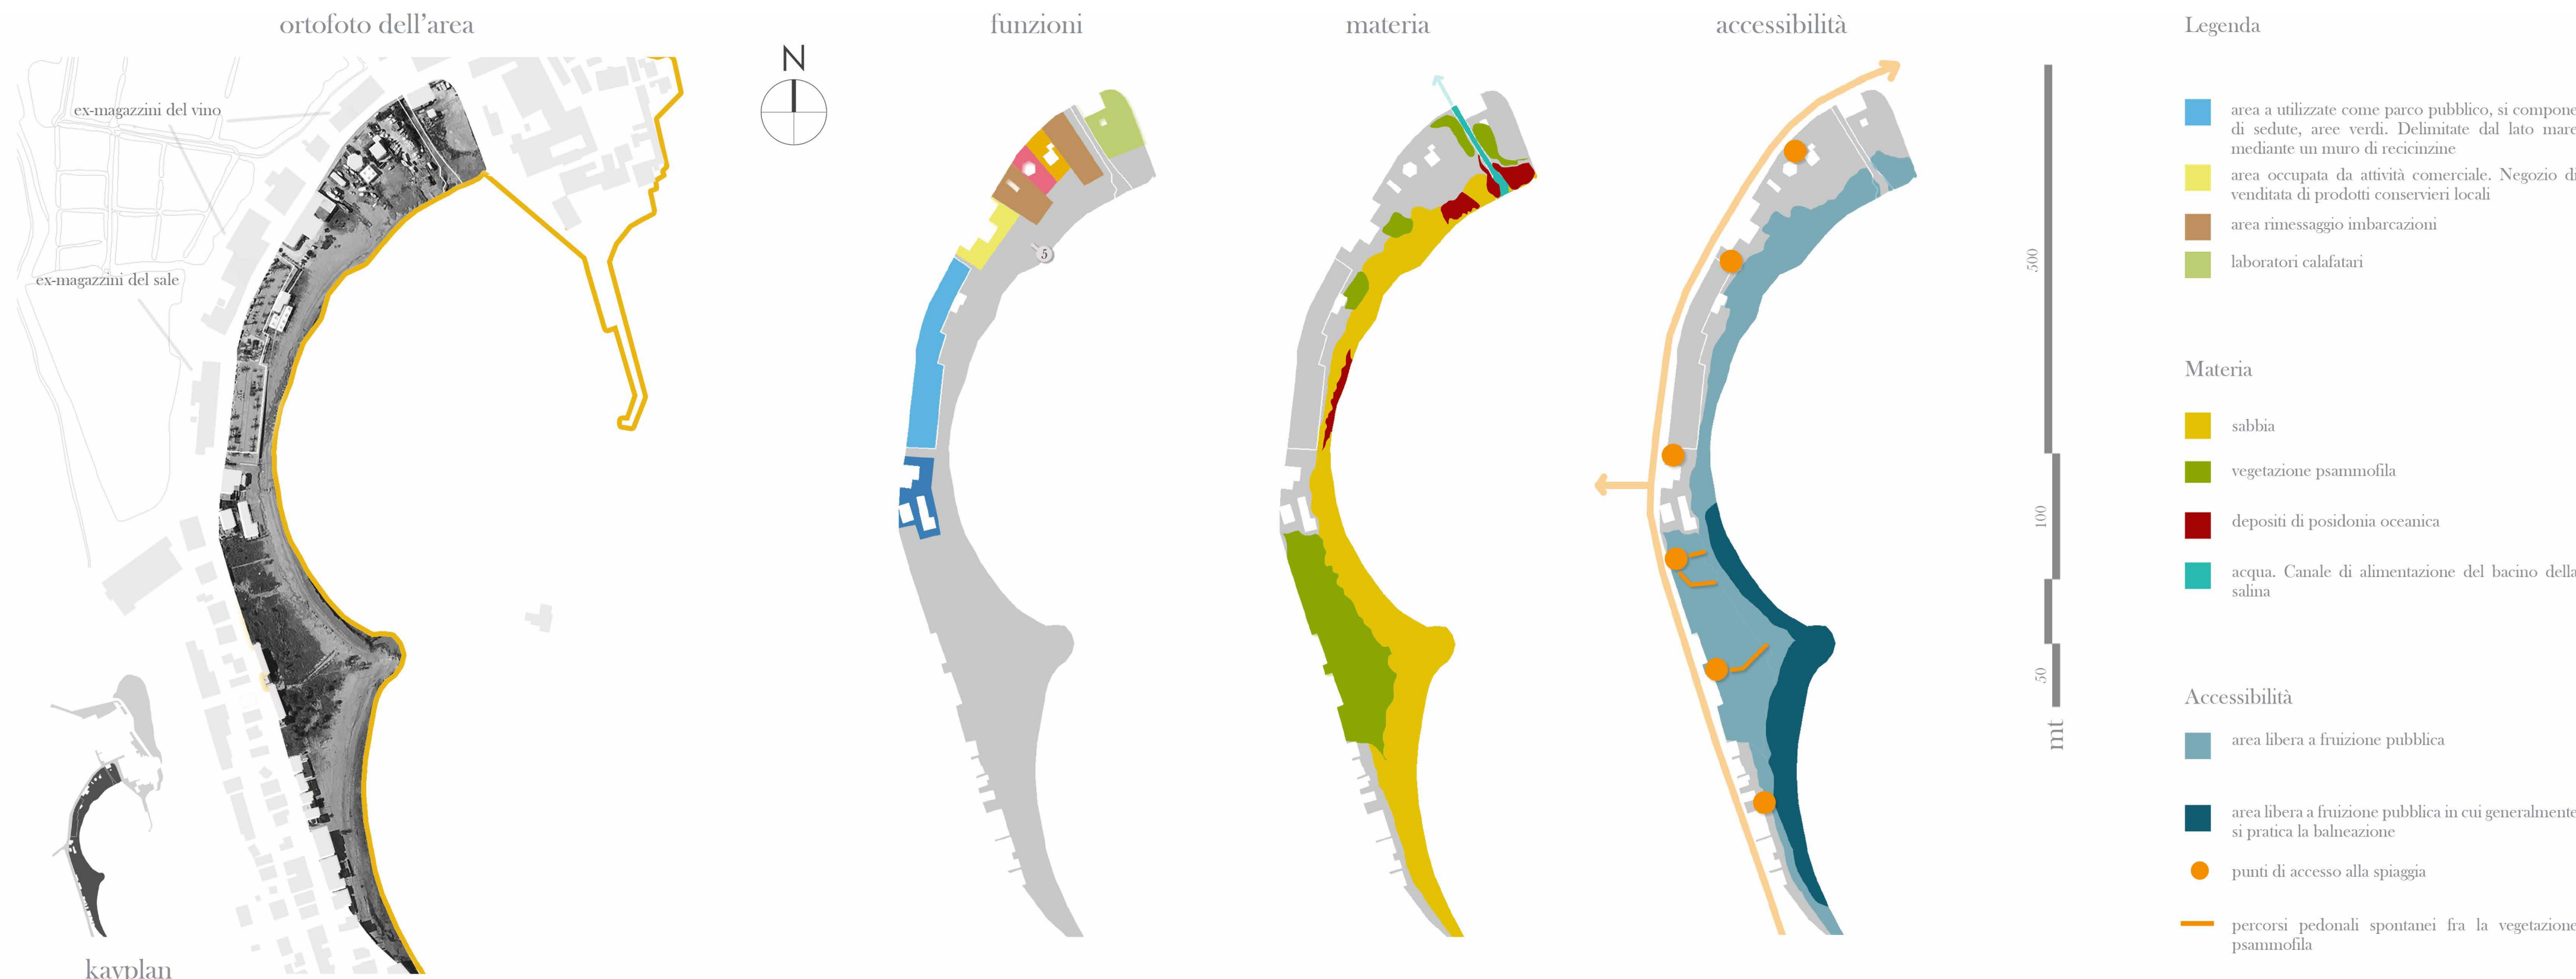 ortofoto dell'area
ex-magazzini del vino
ex-magazzini del sale
kayplan
N
funzioni
5
materia
accessibilità
500
100
50
mt
Legenda
area a utilizzate come parco pubblico, si compone
di sedute, aree verdi. Delimitate dal lato mare
mediante un muro di recicinzine
area occupata da attività comerciale. Negozio di
venditata di prodotti conservieri locali
area rimessaggio imbarcazioni
laboratori calafatari
Materia
sabbia
vegetazione psammofila
depositi di posidonia oceanica
acqua. Canale di alimentazione del bacino della
salina
Accessibilità
area libera a fruizione pubblica
area libera a fruizione pubblica in cui generalmente
si pratica la balneazione
punti di accesso alla spiaggia
percorsi pedonali spontanei fra la vegetazione
psammofila